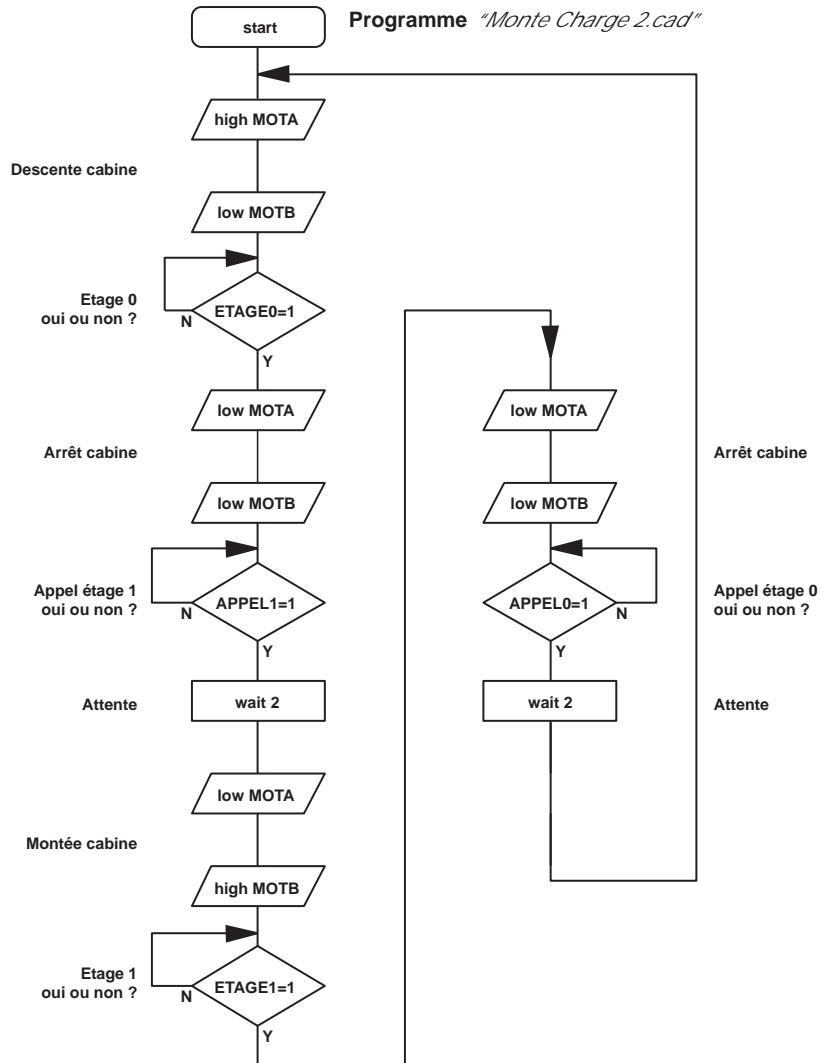 Programme “Monte Charge 2.cad”
start
high MOTA
Descente cabine
low MOTB
Etage 0
oui ou non ?
ETAGE0=1
N
Y
low MOTA
Arrêt cabine
low MOTB
Appel étage 1
oui ou non ?
APPEL1=1
N
Y
Attente
wait 2
low MOTA
Montée cabine
high MOTB
Etage 1
oui ou non ?
ETAGE1=1
N
Y
low MOTA
Arrêt cabine
low MOTB
APPEL0=1
N
Appel étage 0
oui ou non ?
Y
wait 2
Attente